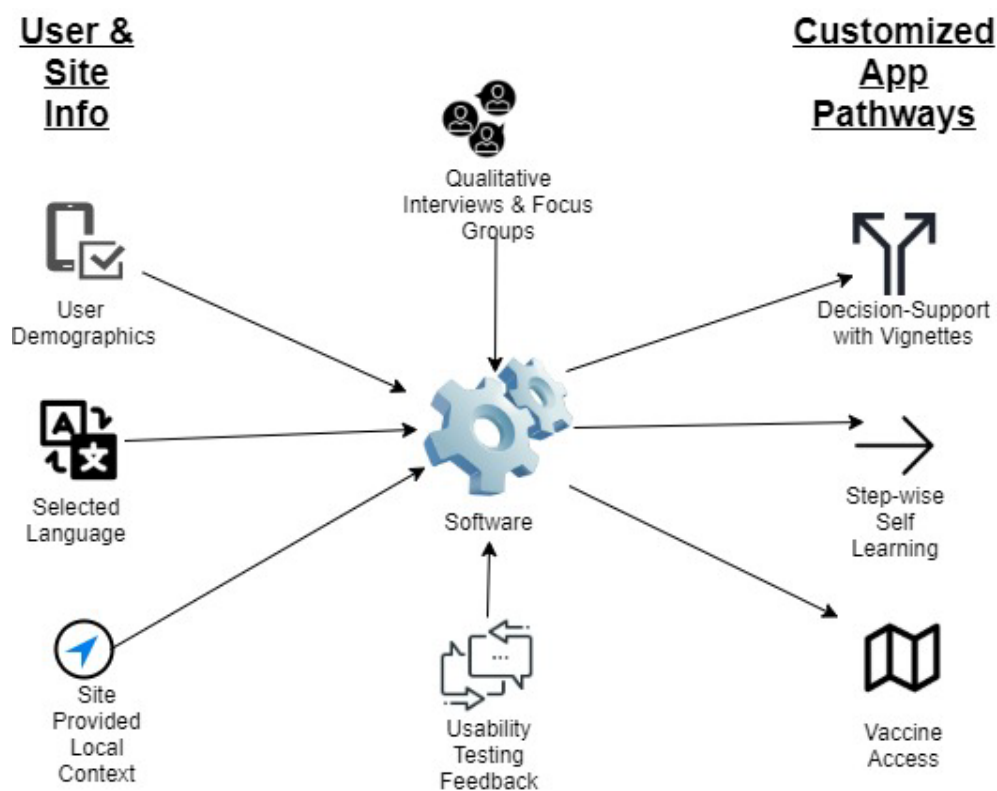 User &
Site
Info
Customized
App
Pathways
Qualitative
Interviews & Focus
Groups
User
Demographics
Decision-Support
with Vignettes
A
文
Selected
Language
Software
Step-wise
Self
Learning
Site
Provided
Local
Context
...
Usability
Testing
Feedback
Vaccine
Access